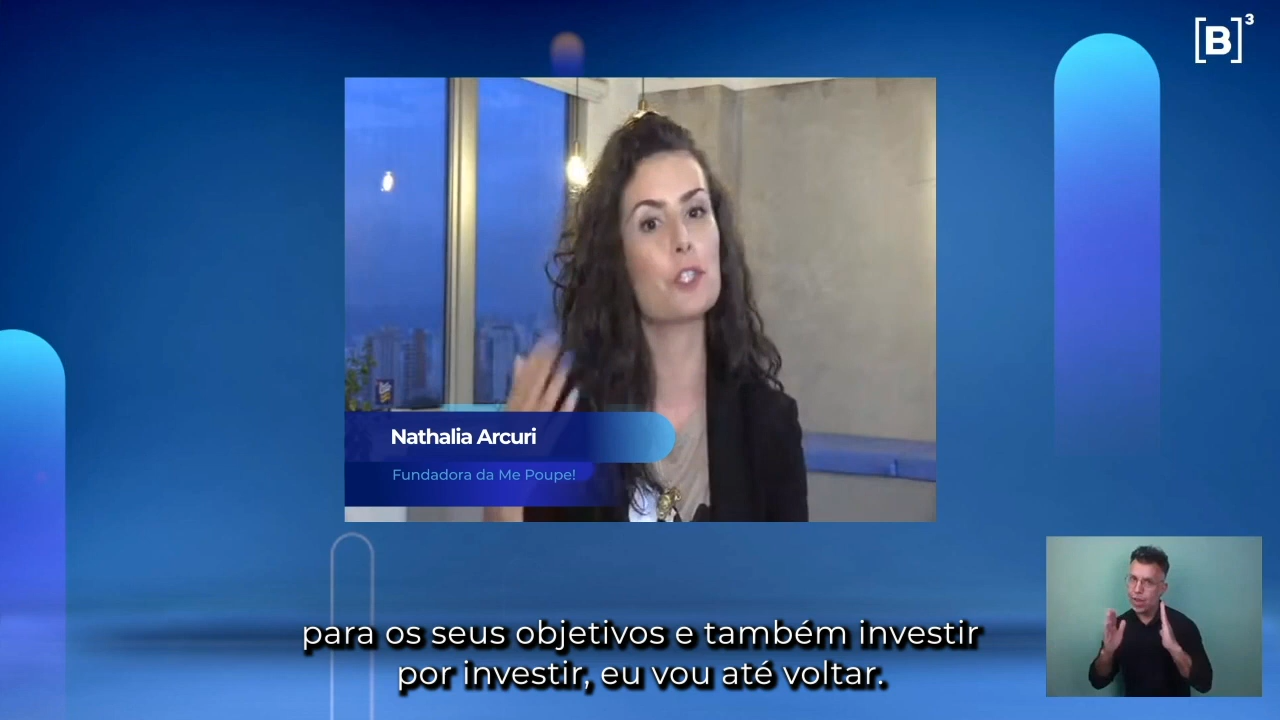 [B]³
Nathalia Arcuri
Fundadora da Me Poupe!
para os seus objetivos e também investir
por investir, eu vou até voltar.